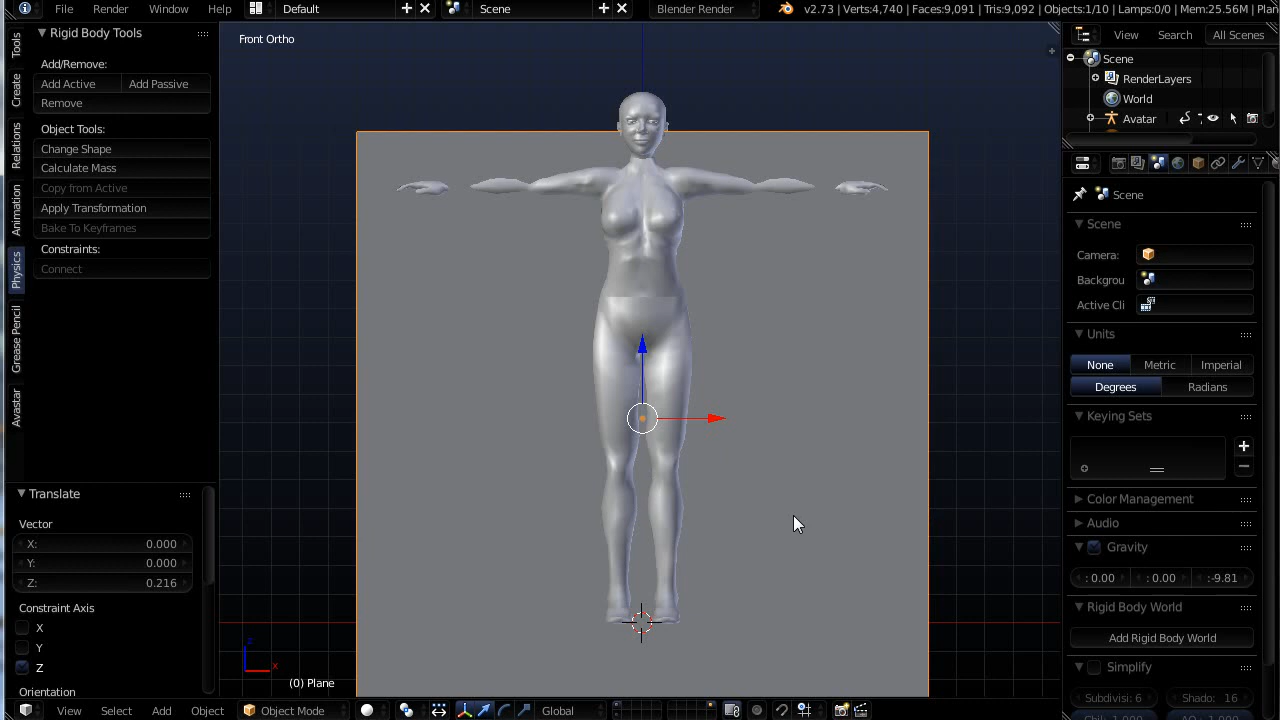 File Render Window Help Default Scene Blender Render v2.73 | Verts:4,740 | Faces:9,091 | Tris:9,092 | Objects:1/10 | Lamps:0/0 | Mem:25.56M | Plan
Tools
Create
Relations
Animation
Physics
Grease Pencil
Avastar
Rigid Body Tools
Add/Remove:
Add Active Add Passive
Remove
Object Tools:
Change Shape
Calculate Mass
Copy from Active
Apply Transformation
Bake To Keyframes
Constraints:
Connect
Translate
Vector
X: 0.000
Y: 0.000
Z: 0.216
Constraint Axis
X
Y
Z
Orientation
Front Ortho
z
x
(0) Plane
View Select Add Object Object Mode Global
View Search All Scenes
Scene
RenderLayers
World
Avatar
Scene
Scene
Camera:
Backgrou
Active Cli
Units
None Metric Imperial
Degrees Radians
Keying Sets
Color Management
Audio
Gravity
: 0.00 : 0.00 :-9.81
Rigid Body World
Add Rigid Body World
Simplify
Subdivisi: 6 Shado: 16